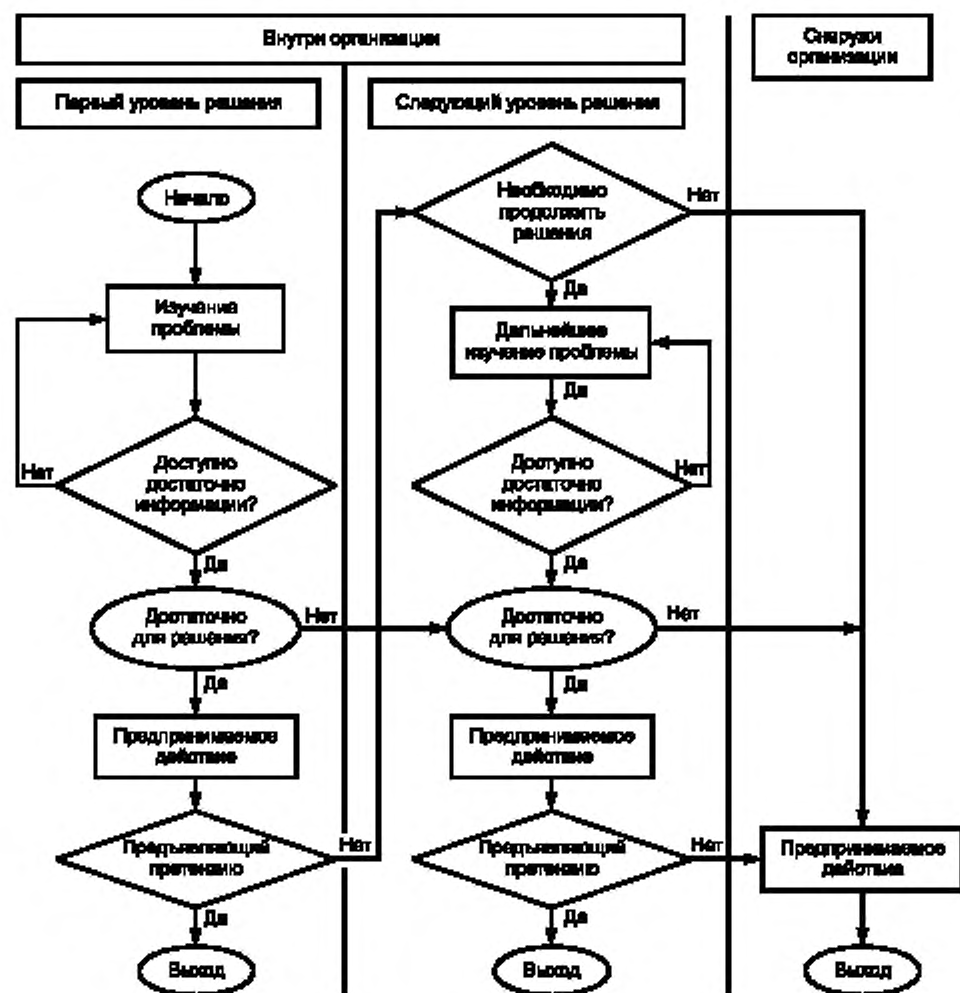 Внутри организации
Снаружи
организации
Первый уровень решения
Следующий уровень решения
Начало
Необходимо
продолжить
решения
Нет
Да
Изучение
проблемы
Дальнейшее
изучение проблемы
Да
Доступно
достаточно
информации?
Нет
Да
Доступно
достаточно
информации?
Нет
Да
Достаточно
для решения?
Нет
Да
Достаточно
для решения?
Нет
Да
Предпринимаемое
действие
Предпринимаемое
действие
Предъявляющий
претензию
Нет
Да
Предъявляющий
претензию
Нет
Да
Предпринимаемое
действие
Выход
Выход
Выход